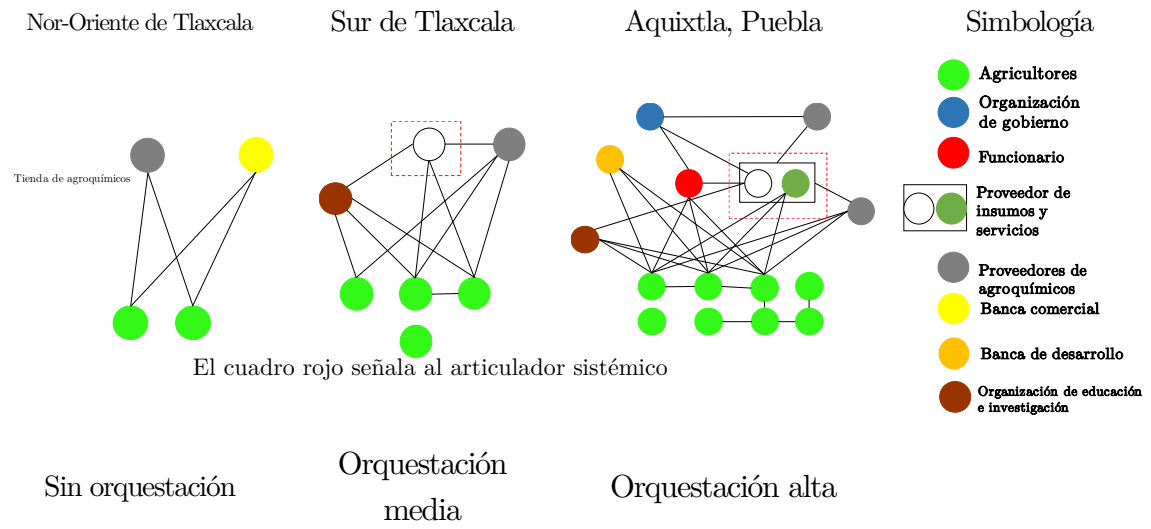 Nor-Oriente de Tlaxcala
Sur de Tlaxcala
Aquixtla, Puebla
Simbología
Tienda de agroquímicos
Agricultores
Organización
de gobierno
Funcionario
Proveedor de
insumos y
servicios
Proveedores de
agroquímicos
Banca comercial
Banca de desarrollo
Organización de educación
e investigación
El cuadro rojo señala al articulador sistémico
Sin orquestación
Orquestación
media
Orquestación alta